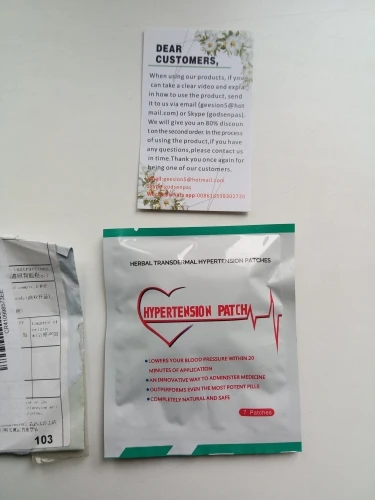 DEAR
CUSTOMERS,
When using our products, if you
can take a clear video and expla
in how to use the product, send
it to us via email (geesion5@hot
mail.com) or Skype (godsenpas).
We will give you an 80% discoun
t on the second order. In the process
of using the product,if you have
any questions,please contact us
in time.Thank you once again for
being one of our customers.
geesion5@hotmail.com
godsenpas
HERBAL TRANSDERMAL HYPERTENSION PATCHES
HYPERTENSION PATCH
LOWERS YOUR BLOOD PRESSURE WITHIN 20
MINUTES OF APPLICATION
AN INNOVATIVE WAY TO ADMINISTER MEDICINE
OUTPERFORMS EVEN THE MOST POTENT PILLS
COMPLETELY NATURAL AND SAFE
7 Patches
103